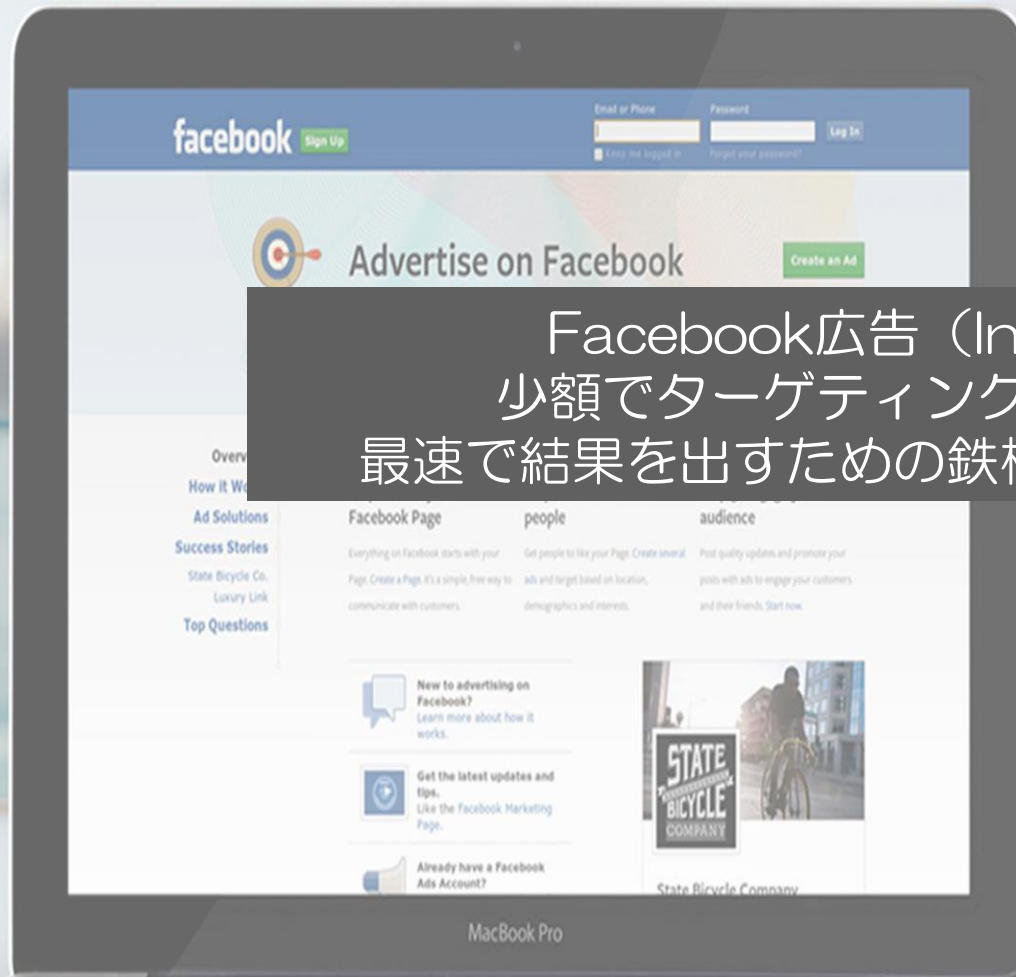 facebook Sign Up
Email or Phone
Password
Log In
Keep me logged in
Forgot your password?
Advertise on Facebook
Create an Ad
Facebook広告（In
少額でターゲティング
最速で結果を出すための鉄
Overv
How it Wo
Ad Solutions
Success Stories
State Bicycle Co.
Luxury Link
Top Questions
Facebook Page
Everything on Facebook starts with your
Page. Create a Page. It's a simple, free way to
communicate with customers.
people
Get people to like your Page. Create several
ads and target based on location,
demographics and interests.
audience
Post quality updates and promote your
posts with ads to engage your customers
and their friends. Start now.
New to advertising on
Facebook?
Learn more about how it
works.
Get the latest updates and
tips.
Like the Facebook Marketing
Page.
Already have a Facebook
Ads Account?
STATE
BICYCLE
COMPANY
State Bicycle Company
MacBook Pro